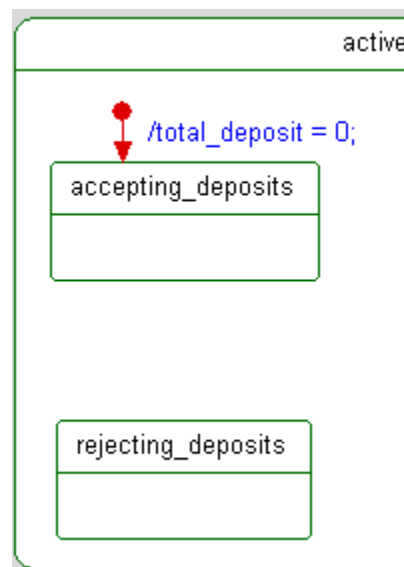 active
/total_deposit = 0;
accepting_deposits
rejecting_deposits